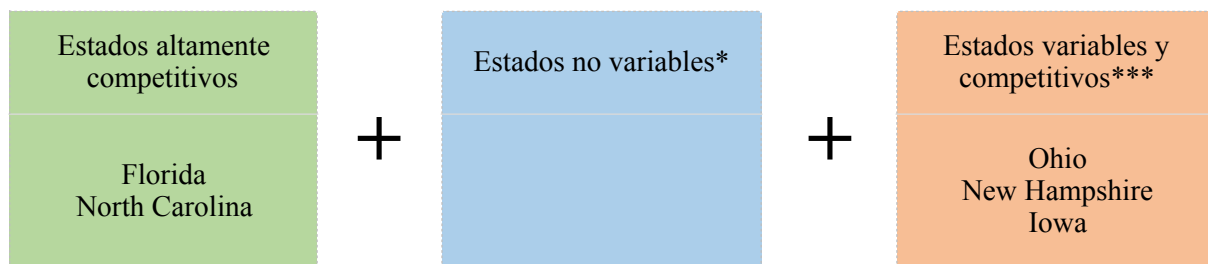 Estados altamente
competitivos
Florida
North Carolina
+
Estados no variables*
+
Estados variables y
competitivos***
Ohio
New Hampshire
Iowa